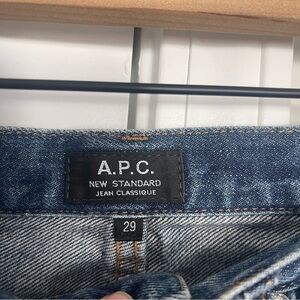 A.P.C.
NEW STANDARD
JEAN CLASSIQUE
29